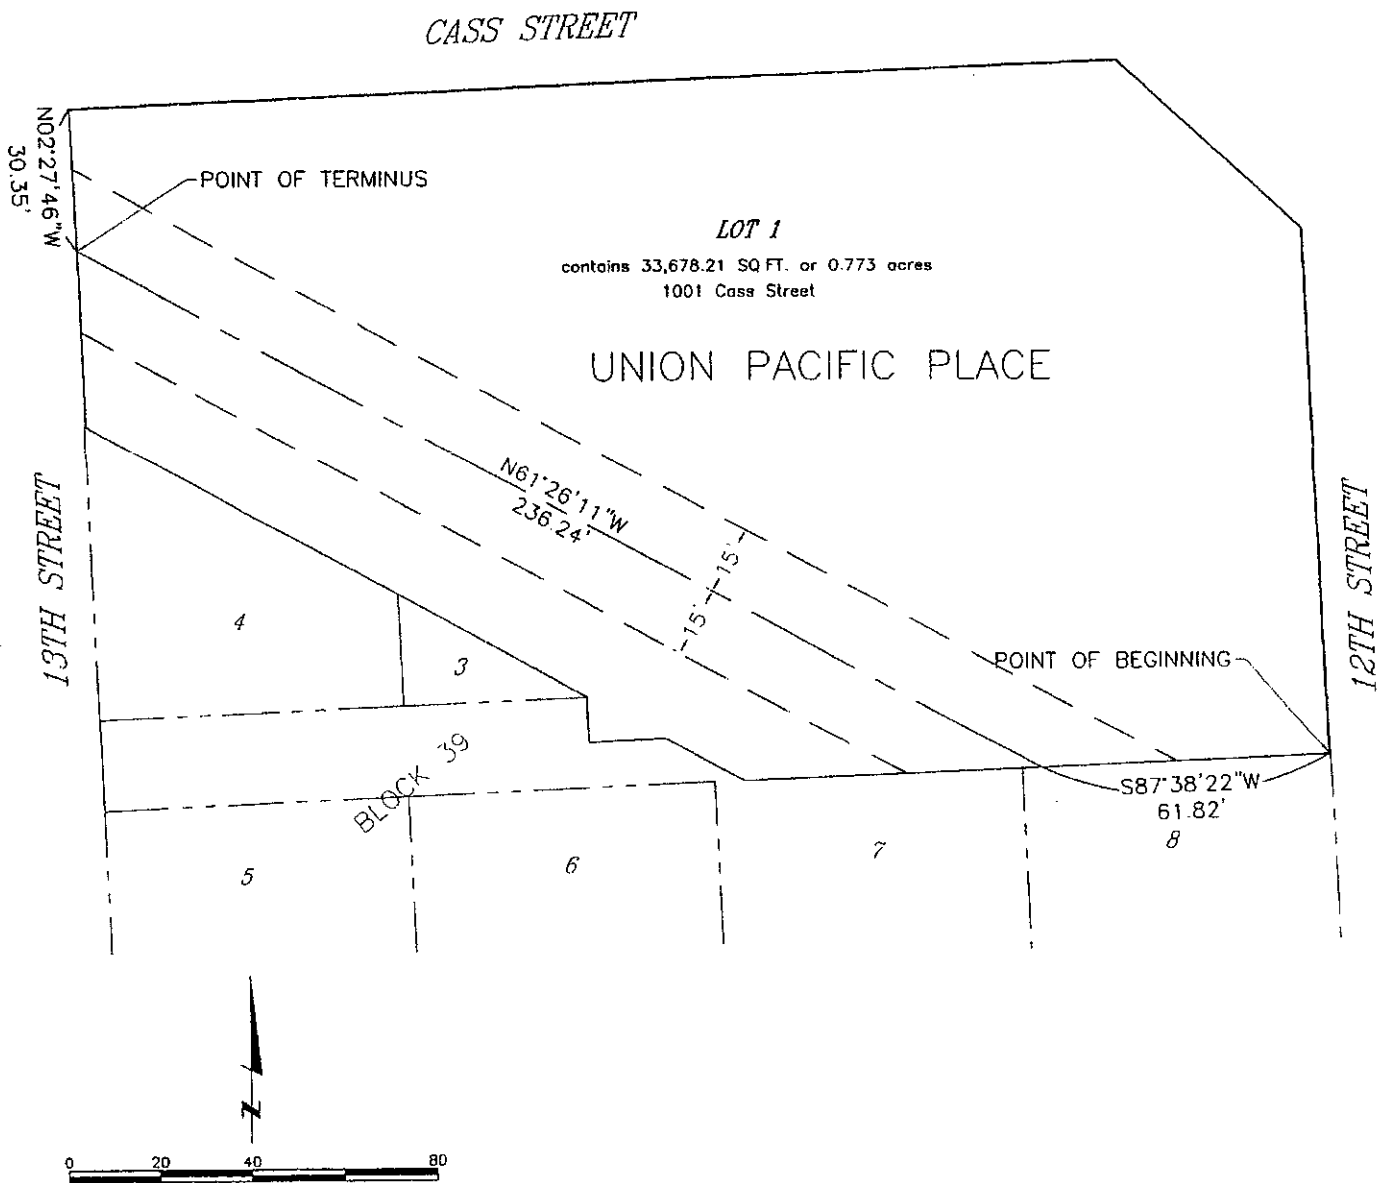 CASS STREET
N02°27'46"W
30.35'
POINT OF TERMINUS
LOT 1
contains 33,678.21 SQ FT. or 0.773 acres
1001 Cass Street
UNION PACIFIC PLACE
N61°26'11"W
236.24'
15'
15'
13TH STREET
12TH STREET
4
3
POINT OF BEGINNING
BLOCK 39
S87°38'22"W
61.82'
5
6
7
8
N
0 20 40 80